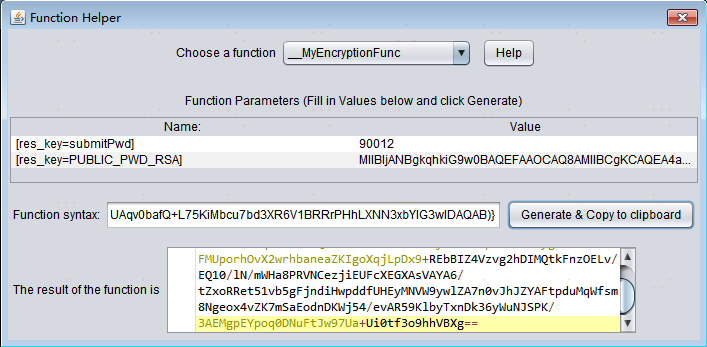 Function Helper
Choose a function __MyEncryptionFunc Help
Function Parameters (Fill in Values below and click Generate)
Name: Value
[res_key=submitPwd] 90012
[res_key=PUBLIC_PWD_RSA] MIIBIjANBgkqhkiG9w0BAQEFAAOCAQ8AMIIBCgKCAQEA4a...
Function syntax: UAqv0bafQ+L75KiMbcu7bd3XR6V1BRRrPHhLXNN3xbYIG3wIDAQAB)} Generate & Copy to clipboard
FMUporhOvX2wrhbaneaZKIgoXqjLpDx9+REbBIZ4Vzvg2hDIMQtkFnzOELv/
EQ10/lN/mWHa8PRVNCezjiEUFcXEGXAsVAYA6/
The result of the function is tZxoRRet51vb5gFjndiHwpddfUHEyMNVW9ywlZA7n0vJhJZYAFtpduMqWfsm
8Ngeox4vZK7mSaEodnDKWj54/evAR59KlbyTxnDk36yWuNJSPK/
3AEMgpEYpoq0DNuFtJw97Ua+Ui0tf3o9hhVBXg==